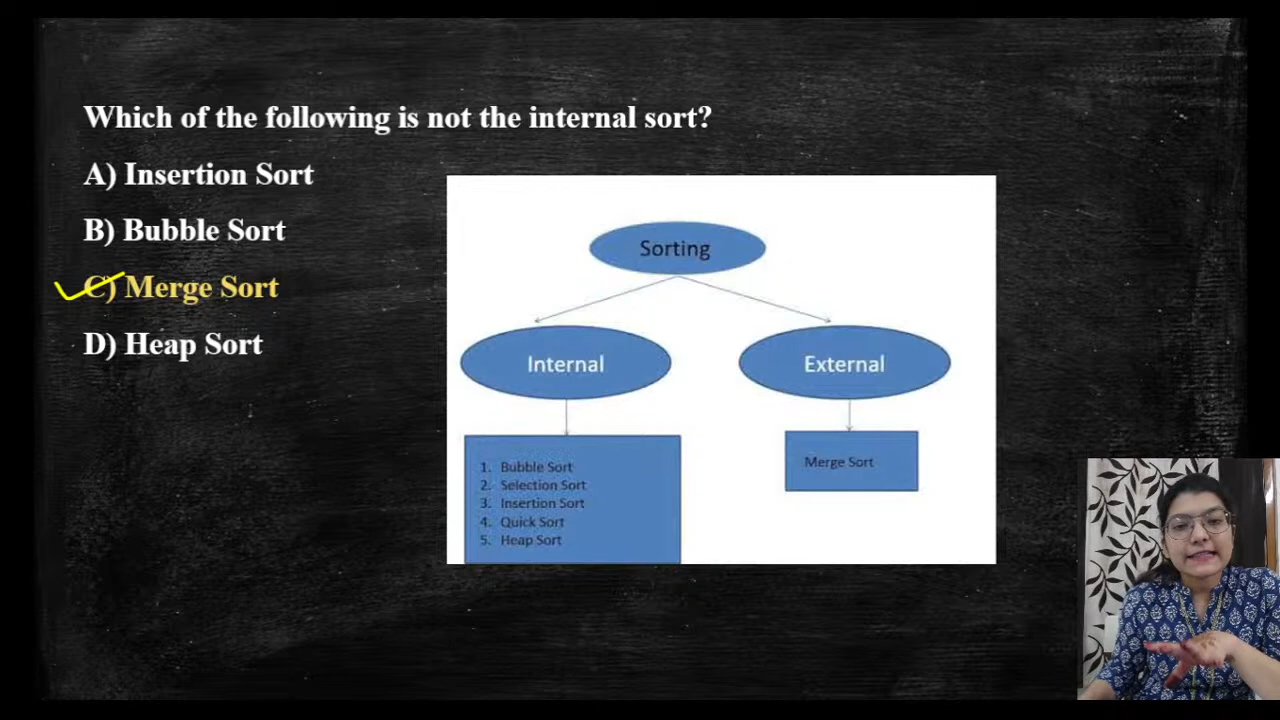 Which of the following is not the internal sort?
A) Insertion Sort
B) Bubble Sort
C) Merge Sort
D) Heap Sort
Sorting
Internal
External
1. Bubble Sort
2. Selection Sort
3. Insertion Sort
4. Quick Sort
5. Heap Sort
Merge Sort